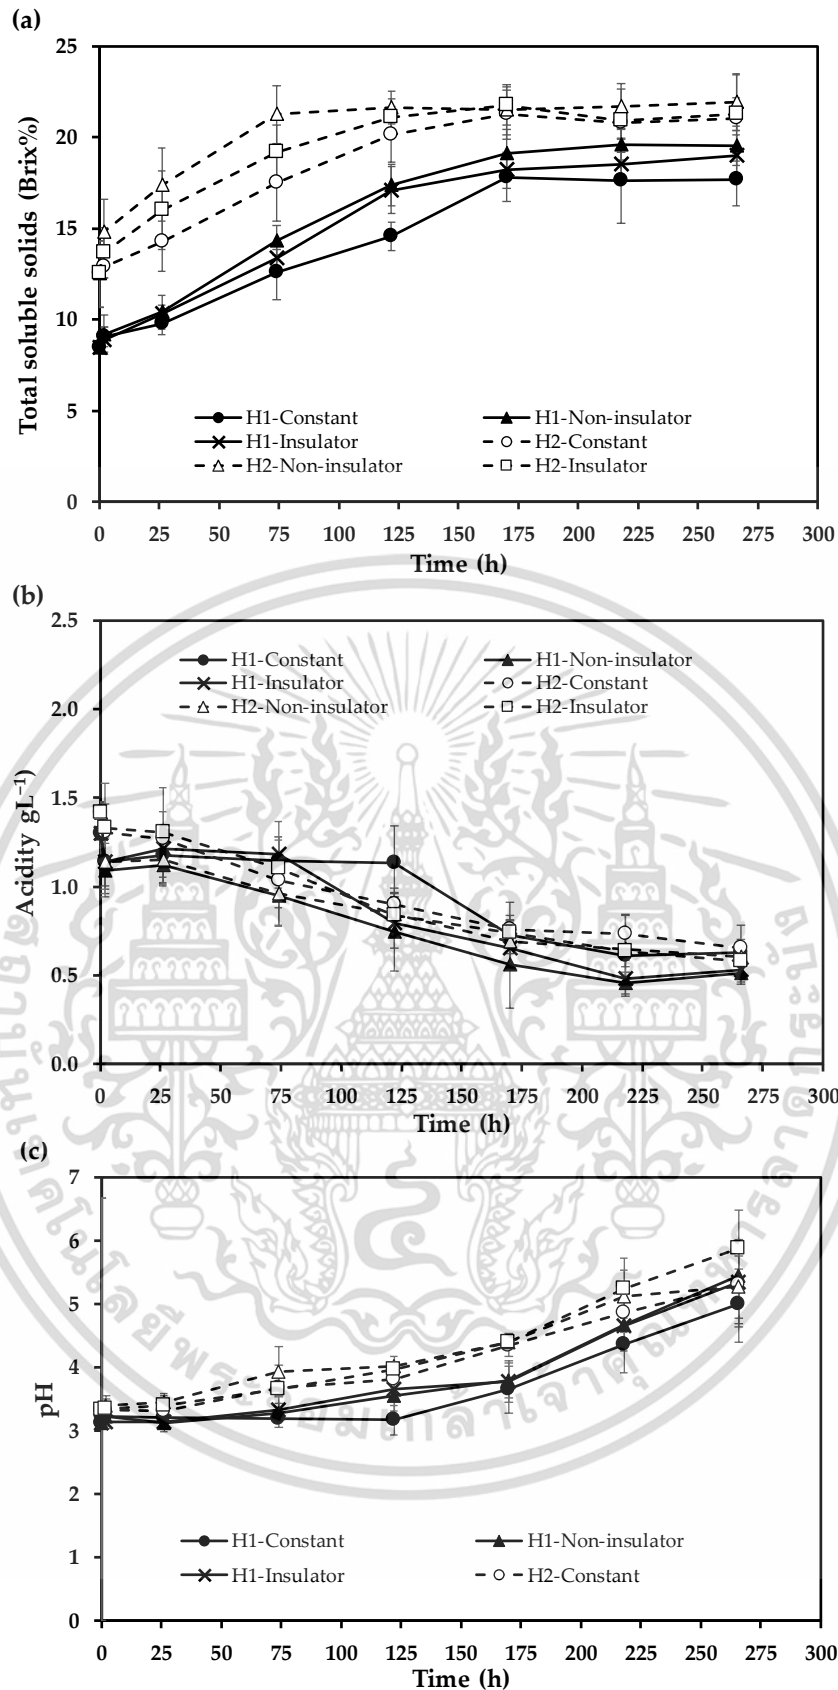 (a)
25
20
15
10
5
0
Total soluble solids (Brix%)
H1-Constant H1-Non-insulator
H1-Insulator H2-Constant
H2-Non-insulator H2-Insulator
0 25 50 75 100 125 150 175 200 225 250 275 300
Time (h)
(b)
2.5
2.0
1.5
1.0
0.5
0.0
Acidity gL⁻¹
H1-Constant H1-Non-insulator
H1-Insulator H2-Constant
H2-Non-insulator H2-Insulator
0 25 50 75 100 125 150 175 200 225 250 275 300
Time (h)
(c)
7
6
5
4
3
2
1
0
pH
H1-Constant H1-Non-insulator
H1-Insulator H2-Constant
0 25 50 75 100 125 150 175 200 225 250 275 300
Time (h)